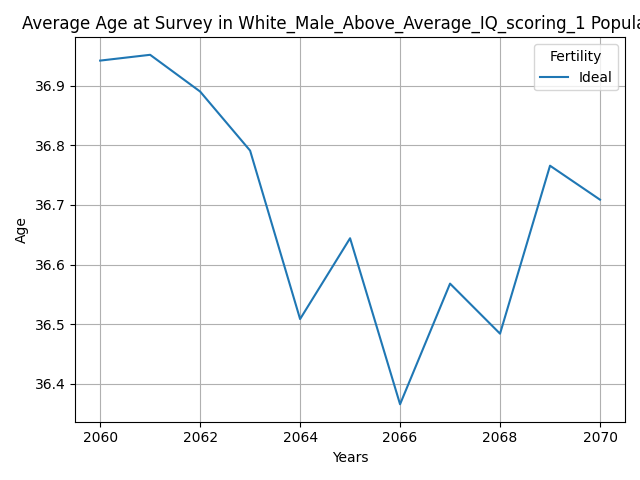 Average Age at Survey in White_Male_Above_Average_IQ_scoring_1 Popula
Fertility
Ideal
36.9
36.8
36.7
36.6
36.5
36.4
Age
2060 2062 2064 2066 2068 2070
Years